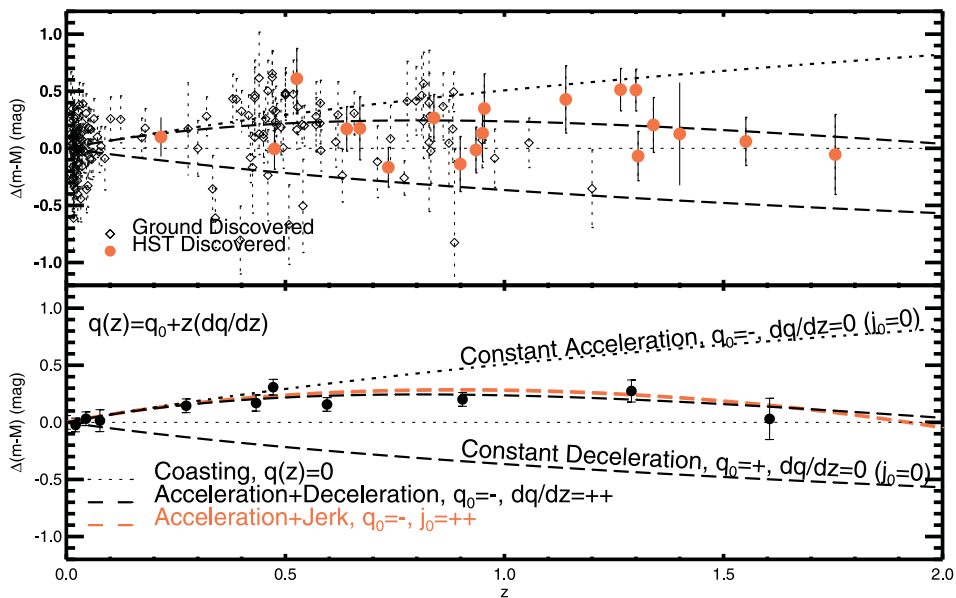 1.0
0.5
0.0
-0.5
-1.0
Δ(m-M) (mag)
Ground Discovered
HST Discovered
1.0
0.5
0.0
-0.5
-1.0
Δ(m-M) (mag)
q(z)=q₀+z(dq/dz)
Constant Acceleration, q₀=-, dq/dz=0 (j₀=0)
Constant Deceleration, q₀=+, dq/dz=0 (j₀=0)
Coasting, q(z)=0
Acceleration+Deceleration, q₀=-, dq/dz=++
Acceleration+Jerk, q₀=-, j₀=++
0.0 0.5 1.0 1.5 2.0
z